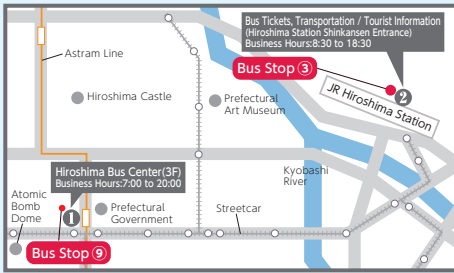 Bus Tickets, Transportation / Tourist Information
(Hiroshima Station Shinkansen Entrance)
Business Hours:8:30 to 18:30
Astram Line
Bus Stop ③
2
JR Hiroshima Station
Hiroshima Castle
Prefectural
Art Museum
Hiroshima Bus Center(3F)
Business Hours:7:00 to 20:00
Kyobashi
River
Atomic
Bomb
Dome
1
Prefectural
Government
Streetcar
Bus Stop ⑨